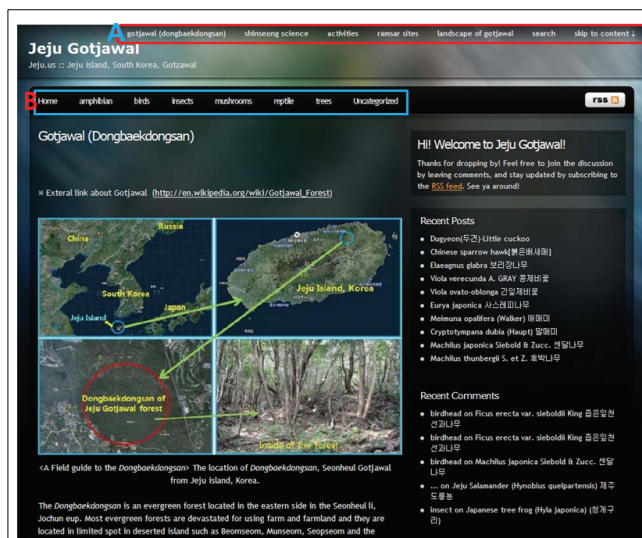 A
gotjawal (dongbaekdongsan) shinseong science activities ramsar sites landscape of gotjawal search skip to content ↓
Jeju Gotjawal
Jeju.us :: Jeju Island, South Korea, Gotzawal
B
Home amphibian birds insects mushrooms reptile trees Uncategorized
rss
Gotjawal (Dongbaekdongsan)
※ Exteral link about Gotjawal (http://en.wikipedia.org/wiki/Gotjawal_Forest)
China
Russia
South Korea
Japan
Jeju Island
Jeju Island, Korea
Dongbaekdongsan of
Jeju Gotjawal forest
Inside of the forest
<A Field guide to the Dongbaekdongsan> The location of Dongbaekdongsan, Seonheul Gotjawal
from Jeju island, Korea.
The Dongbaekdongsan is an evergreen forest located in the eastern side in the Seonheul li,
Jochun eup. Most evergreen forests are devastated for using farm and farmland and they are
located in limited spot in deserted island such as Beomseom, Munseom, Seopseom and the
Hi! Welcome to Jeju Gotjawal!
Thanks for dropping by! Feel free to join the discussion
by leaving comments, and stay updated by subscribing to
the RSS feed. See ya around!
Recent Posts
Dugyeon(두견)-Little cuckoo
Chinese sparrow hawk[붉은배새매]
Elaeagnus glabra 보리장나무
Viola verecunda A. GRAY 콩제비꽃
Viola ovato-oblonga 긴잎제비꽃
Eurya japonica 사스레피나무
Meimuna opalifera (Walker) 애매미
Cryptotympana dubia (Haupt) 말매미
Machilus japonica Siebold & Zucc. 센달나무
Machilus thunbergii S. et Z. 후박나무
Recent Comments
birdhead on Ficus erecta var. sieboldii King 좁은잎천
선과나무
birdhead on Ficus erecta var. sieboldii King 좁은잎천
선과나무
birdhead on Machilus japonica Siebold & Zucc. 센달
나무
... on Jeju Salamander (Hynobius quelpartensis) 제주
도롱뇽
insect on Japanese tree frog (Hyla japonica) (청개구
리)